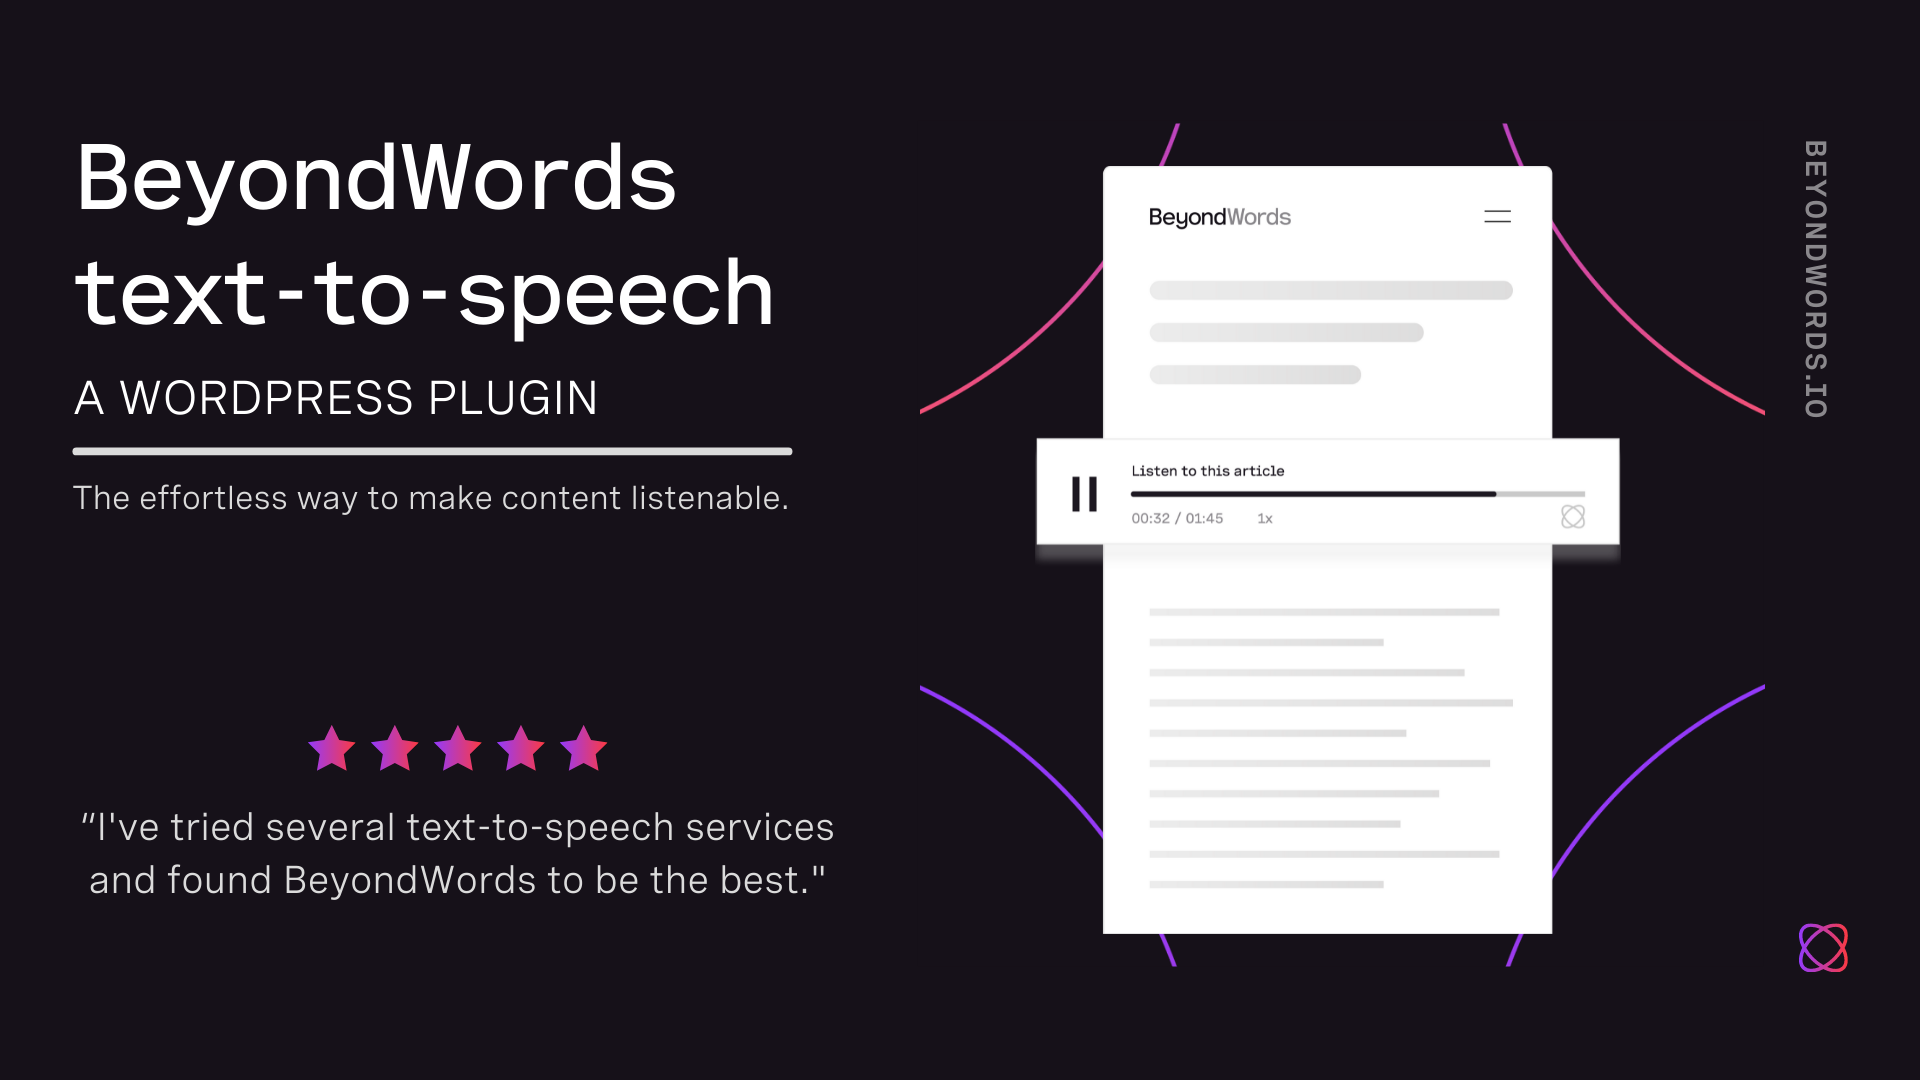 BeyondWords
text-to-speech
A WORDPRESS PLUGIN
The effortless way to make content listenable.
“I've tried several text-to-speech services
and found BeyondWords to be the best."
BeyondWords
Listen to this article
00:32 / 01:45 1x
BEYONDWORDS.IO